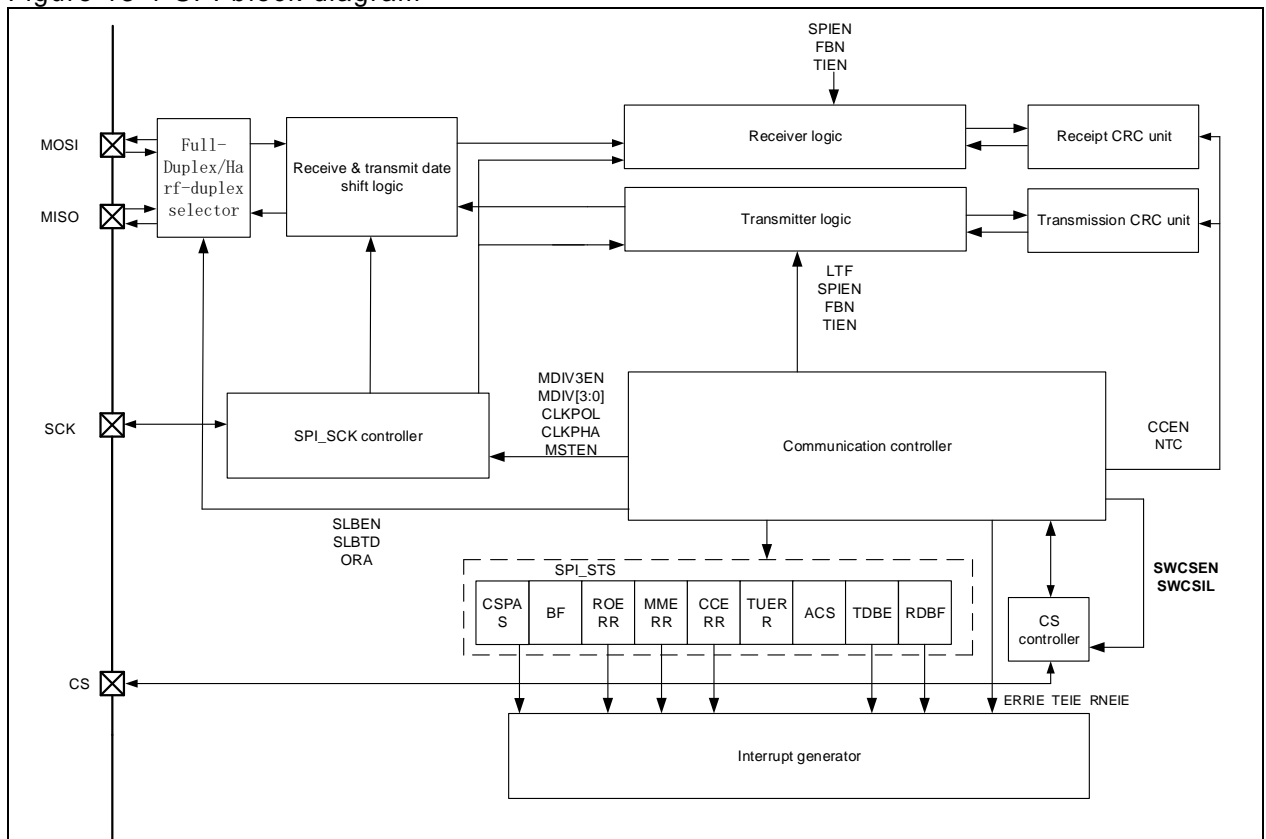 SPIEN
FBN
TIEN
MOSI
Full-
Duplex/Ha
rf-duplex
selector
Receive & transmit date
shift logic
Receiver logic
Receipt CRC unit
MISO
Transmitter logic
Transmission CRC unit
LTF
SPIEN
FBN
TIEN
MDIV3EN
MDIV[3:0]
CLKPOL
CLKPHA
MSTEN
SCK
SPI_SCK controller
Communication controller
CCEN
NTC
SLBEN
SLBTD
ORA
SPI_STS
CSPA
S
BF
ROE
RR
MME
RR
CCE
RR
TUER
R
ACS
TDBE
RDBF
SWCSEN
SWCSIL
CS
controller
CS
ERRIE TEIE RNEIE
Interrupt generator